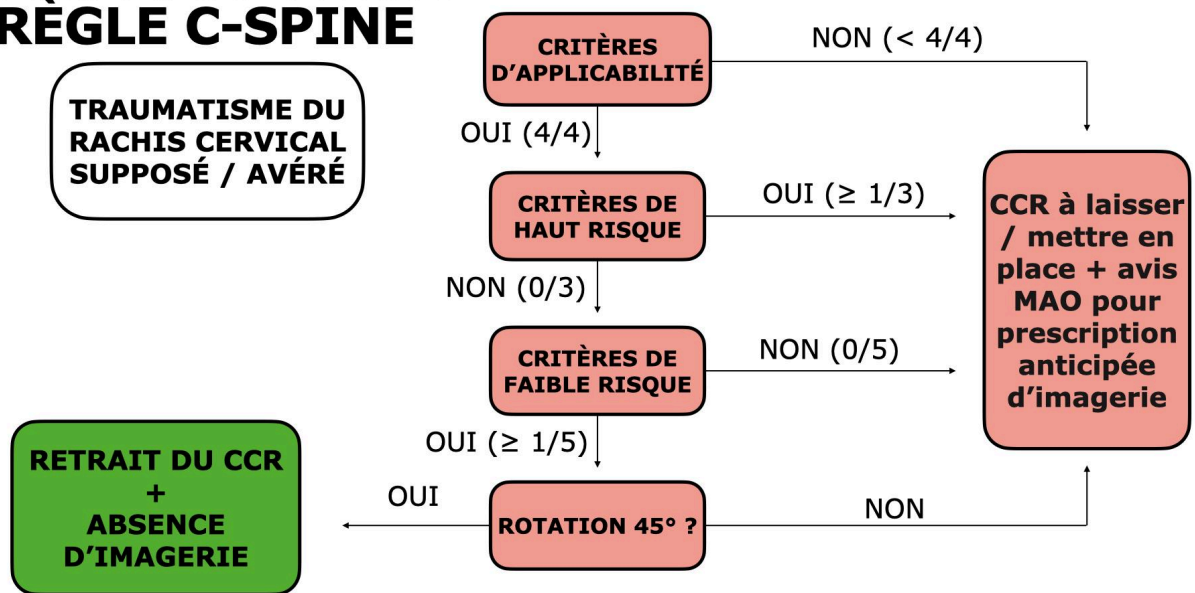 RÈGLE C-SPINE
TRAUMATISME DU
RACHIS CERVICAL
SUPPOSÉ / AVÉRÉ
CRITÈRES
D'APPLICABILITÉ
NON (< 4/4)
OUI (4/4)
CRITÈRES DE
HAUT RISQUE
OUI (≥ 1/3)
NON (0/3)
CRITÈRES DE
FAIBLE RISQUE
NON (0/5)
OUI (≥ 1/5)
ROTATION 45° ?
OUI
NON
CCR à laisser
/ mettre en
place + avis
MAO pour
prescription
anticipée
d'imagerie
RETRAIT DU CCR
+
ABSENCE
D'IMAGERIE